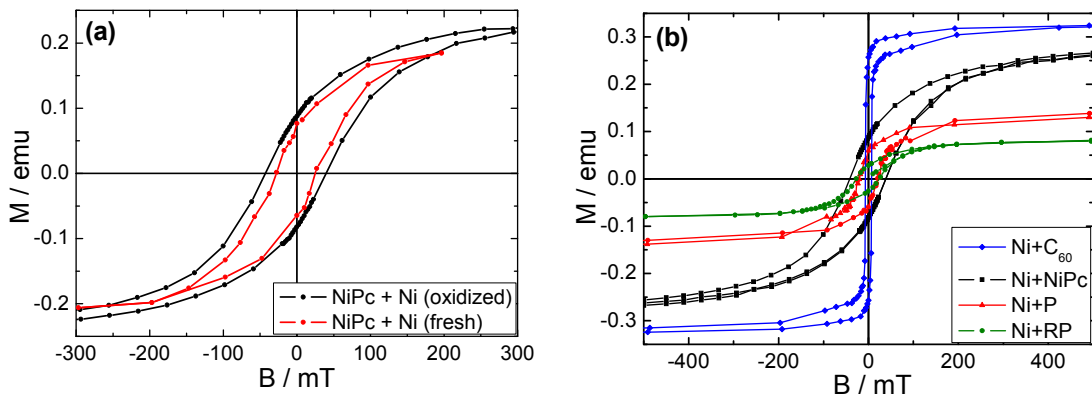 (a)
M / emu
0.2
0.1
0.0
-0.1
-0.2
-300 -200 -100 0 100 200 300
B / mT
NiPc + Ni (oxidized)
NiPc + Ni (fresh)
(b)
M / emu
0.3
0.2
0.1
0.0
-0.1
-0.2
-0.3
-400 -200 0 200 400
B / mT
Ni+C60
Ni+NiPc
Ni+P
Ni+RP